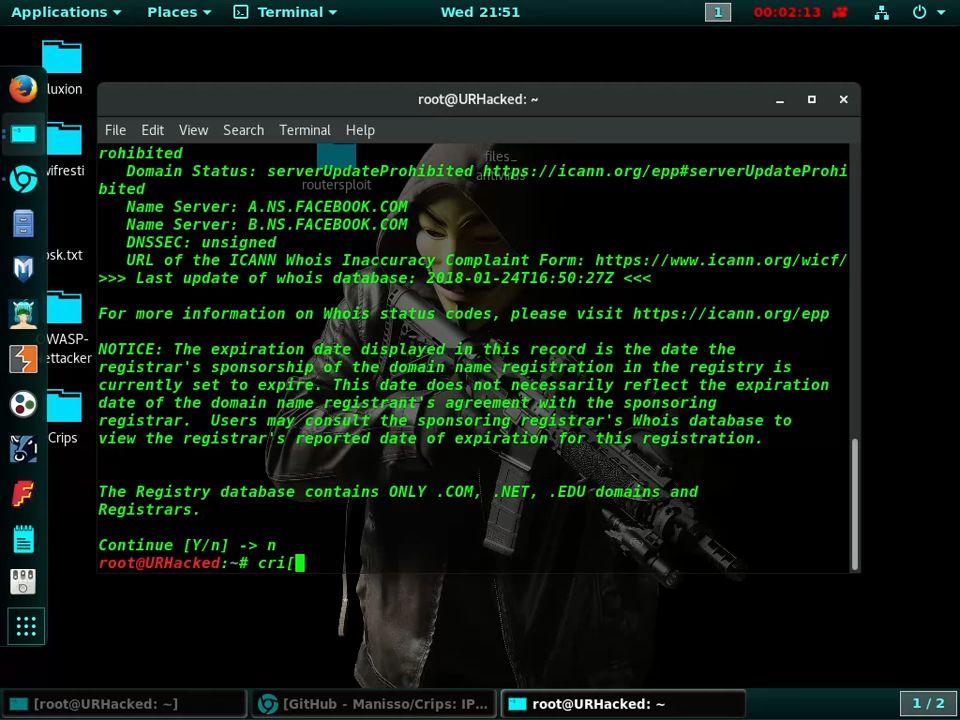 Applications Places Terminal Wed 21:51 1 00:02:13
luxion
root@URHacked: ~
File Edit View Search Terminal Help
rohibited
files_
Domain Status: serverUpdateProhibited https://icann.org/epp#serverUpdateProhi
antivirus
routersploit
bited
Name Server: A.NS.FACEBOOK.COM
Name Server: B.NS.FACEBOOK.COM
DNSSEC: unsigned
URL of the ICANN Whois Inaccuracy Complaint Form: https://www.icann.org/wicf/
>>> Last update of whois database: 2018-01-24T16:50:27Z <<<
For more information on Whois status codes, please visit https://icann.org/epp
NOTICE: The expiration date displayed in this record is the date the
registrar's sponsorship of the domain name registration in the registry is
currently set to expire. This date does not necessarily reflect the expiration
date of the domain name registrant's agreement with the sponsoring
registrar. Users may consult the sponsoring registrar's Whois database to
view the registrar's reported date of expiration for this registration.
The Registry database contains ONLY .COM, .NET, .EDU domains and
Registrars.
Continue [Y/n] -> n
root@URHacked:~# cri[
vifresti
osk.txt
WASP-
ettacker
Crips
[root@URHacked: ~]
[GitHub - Manisso/Crips: IP...
root@URHacked: ~
1 / 2